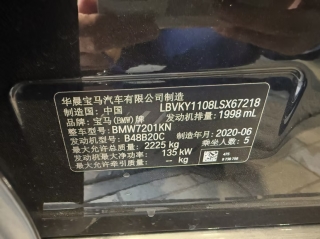 华晨宝马汽车有限公司制造
制造国：中国 LBVKY1108LSX67218
品牌：宝马(BMW)牌 发动机排量：1998 mL
整车型号：BMW7201KN
发动机型号：B48B20C 制造年月：2020-06
最大允许总质量：2225 kg 乘坐人数：5
发动机最大净功率：135 kW
最大允许牵引质量：-- kg